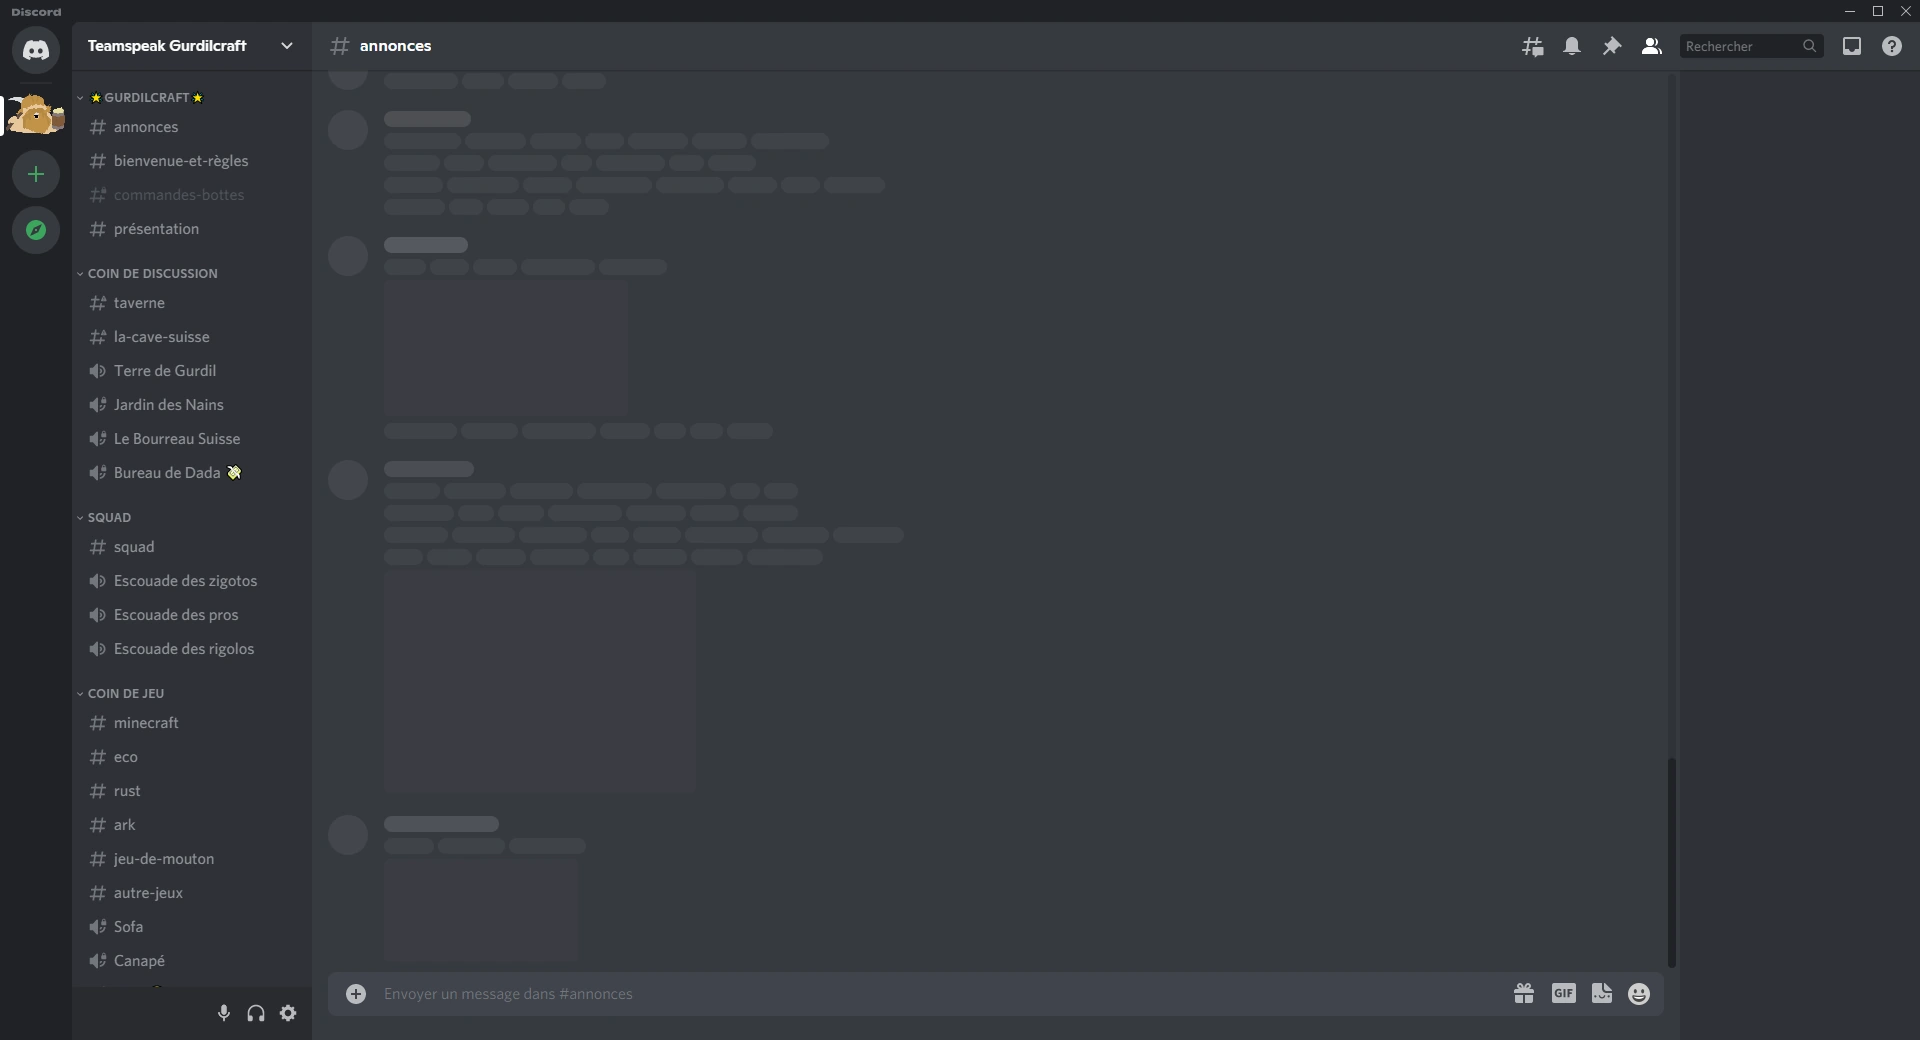 Discord
Teamspeak Gurdilcraft
annonces
Rechercher
GURDILCRAFT
annonces
bienvenue-et-règles
commandes-bottes
présentation
COIN DE DISCUSSION
taverne
la-cave-suisse
Terre de Gurdil
Jardin des Nains
Le Bourreau Suisse
Bureau de Dada
SQUAD
squad
Escouade des zigotos
Escouade des pros
Escouade des rigolos
COIN DE JEU
minecraft
eco
rust
ark
jeu-de-mouton
autre-jeux
Sofa
Canapé
Envoyer un message dans #annonces
GIF